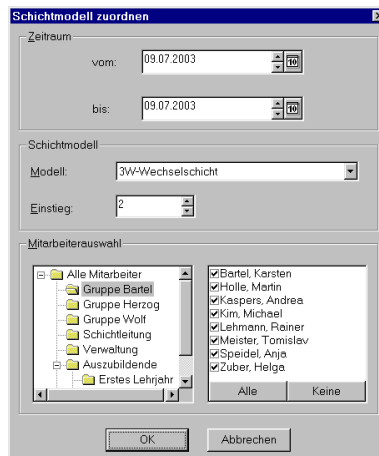 Schichtmodell zuordnen
Zeitraum
vom: 09.07.2003
bis: 09.07.2003
Schichtmodell
Modell: 3W-Wechselschicht
Einstieg: 2
Mitarbeiterauswahl
Alle Mitarbeiter
Gruppe Bartel
Gruppe Herzog
Gruppe Wolf
Schichtleitung
Verwaltung
Auszubildende
Erstes Lehrjahr
Bartel, Karsten
Holle, Martin
Kaspers, Andrea
Kim, Michael
Lehmann, Rainer
Meister, Tomislav
Speidel, Anja
Zuber, Helga
Alle Keine
OK Abbrechen